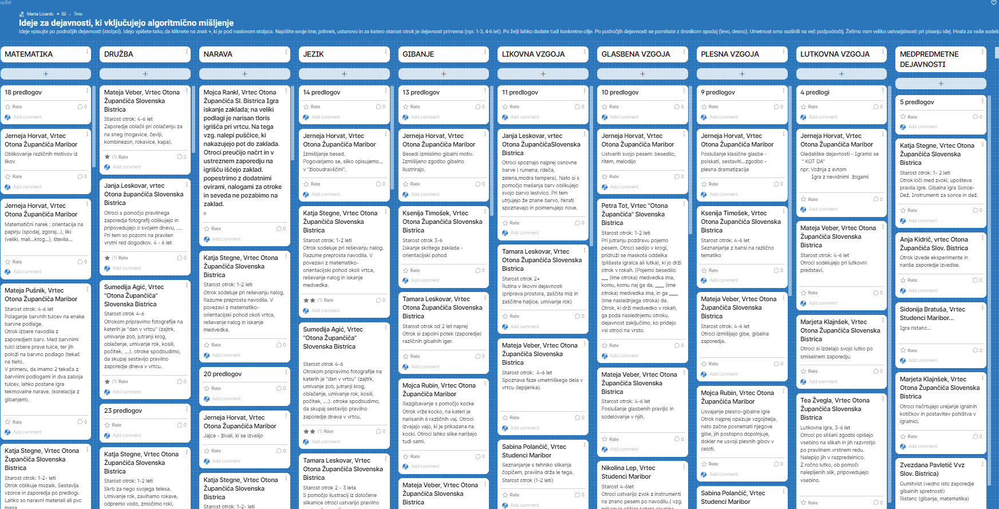 padlet
Marta Licardo + 53 • 7mo
Ideje za dejavnosti, ki vključujejo algoritmično mišljenje
Ideje vpisujte po področjih dejavnosti (stolpci). Idejo vpišete tako, da kliknete na znak +, ki je pod naslovom stolpca. Napišite svoje ime, priimek, ustanovo in za katero starost otrok je dejavnost primerna (npr. 1-3, 4-6 let). Po želji lahko dodate tudi konkretne cilje. Po področjih dejavnosti se pomikate z drsnikom spodaj (levo, desno). Umetnost smo razširili na več podpodročij. Želimo vam veliko ustvarjalnosti pri pisanju idej. Hvala za vaše sodelo
MATEMATIKA
+
18 predlogov
Rate 0
Add comment
Jerneja Horvat, Vrtec
Otona Župančiča Maribor
Oblikovanje različnih motivov iz
likov
Rate 0
Add comment
Jerneja Horvat, Vrtec
Otona Župančiča Maribor
Matematični narek : orientacija na
papirju (spodaj, zgoraj...), liki
(veliki, mali...krog...), števila...
Rate 0
Add comment
Mateja Pušnik, Vrtec
Otona Župančiča Maribor
Starost otrok: 4-6 let
Polaganje barvnih tulcev na enake
barvne podlage.
Otrok izbere navodila z
zaporedjem barv. Med barvnimi
tulci izbere prave tulce, ter jih
položi na barvno podlago (tekač
na tleh).
V primeru, da imamo 2 tekača z
barvnimi podlogami in dva zaboja
tulcev, lahko postane igra
tekmovalne narave. (korelacija z
gibanjem).
Rate 0
Add comment
Katja Stegne, Vrtec Otona
Župančiča Slovenska
Bistrica
Starost otrok: 1-2- leti
Otrok oblikuje mozaik. Sestavlja
vzorce in zaporedja po predlogi.
Lahko so naravni materiali ali pvc
masa
DRUŽBA
+
Mateja Veber, Vrtec Otona
Župančiča Slovenska
Bistrica
Starost otrok: 4-6 let
Zaporedje oblačil pri oblačenju za
na sneg (nogavice, čevlji,
kombinezon, rokavice, kapa).
★ (1) Rate 0
Add comment
Janja Leskovar, vrtec
Otona županćiča Slovenska
Bistrica
Otroci s pomočjo pravilnega
zaporedja fotografij oblikujejo in
pripovedujejo o svojem dnevu, ....
Pri tem so pozorni na pravilen
vrstni red dogodkov. 4 - 6 let
★ (1) Rate 0
Add comment
Sumedija Agić, Vrtec
"Otona Župančiča"
Slovenska Bistrica
Starost otrok 4-6
Otrokom pripravimo fotografije na
katerih je "dan v vrtcu" (zajtrk,
umivanje zob, jutranji krog,
oblačenje, umivanje rok, kosili,
počitek, ....). otroke spodbudimo,
da skupaj sestavijo pravilno
zaporedje dneva v vrtcu.
★ (1) Rate 0
Add comment
23 predlogov
Rate 0
Add comment
Katja Stegne, Vrtec Otona
Župančiča Slovenska
Bistrica
Starost otrok: 1-2 leti
Skrb za nego svojega telesa.
Umivanje rok, zavihamo rokave,
odpremo vodo, zmočimo roki,
NARAVA
+
Mojca Rankl, Vrtec Otona
Župančiča Sl. Bistrica Igra
iskanje zaklada; na veliki
podlagi je narisan tloris
igrišča pri vrtcu. Na tega
vzg. nalepi puščice, ki
nakazujejo pot do zaklada.
Otroci preučijo načrt in v
ustreznem zaporedju na
igrišču iščejo zaklad.
popestrimo z dodatnimi
ovirami, nalogami za otroke
in seveda ne pozabimo na
zaklad.
n
Rate 0
Add comment
Katja Stegne, Vrtec Otona
Župančiča Slovenska
Bistrica
Starost otrok: 1-2 leti
Otrok sodeluje pri reševanju nalog.
Razume preprosta navodila. V
povezavi z matematiko-
orientacijski pohod okoli vrtca,
reševanje nalog in iskanje
medvedka.
Rate 0
Add comment
20 predlogov
Rate 0
Add comment
Jerneja Horvat, Vrtec
Otona Župančiča Maribor
Jajce - živali, ki se izvalijo
Rate 0
Add comment
Katja Stegne, Vrtec Otona
Župančiča Slovenska
Bistrica
Starost otrok: 1-2- leti
JEZIK
+
14 predlogov
Rate 0
Add comment
Jerneja Horvat, Vrtec
Otona Župančiča Maribor
Izmišljanje besed.
Pogovarjamo se, sliko opisujemo...
v "žlobudravščini".
Rate 0
Add comment
Katja Stegne, Vrtec Otona
Župančiča Slovenska
Bistrica
Starost otrok: 1-2 leti
Otrok sodeluje pri reševanju nalog.
Razume preprosta navodila. V
povezavi z matematiko-
orientacijski pohod okoli vrtca,
reševanje nalog in iskanje
medvedka.
★★ (1) Rate 0
Add comment
Sumedija Agić, Vrtec
"Otona Župančiča"
Slovenska Bistrica
Starost otrok 4-6
Otrokom pripravimo fotografije na
katerih je "dan v vrtcu" (zajtrk,
umivanje zob, jutranji krog,
oblačenje, umivanje rok, kosili,
počitek, ....). otroke spodbudimo,
da skupaj sestavijo pravilno
zaporedje dneva v vrtcu.
★★ (1) Rate 0
Add comment
Tamara Leskovar, Vrtec
Otona Župančiča Slovenska
Bistrica
Starost otrok 2 - 3 leta
S pomočjo ilustracij iz določene
slikanice otroci ustvarijo pravilno
GIBANJE
+
13 predlogov
Rate 0
Add comment
Jerneja Horvat, Vrtec
Otona Župančiča Maribor
Besedi izmislimo gibalni motiv.
Izmišljeno zgodbo gibalno
ilustrirajo.
Rate 0
Add comment
Ksenija Timošek, Vrtec
Otona Župančiča Slovenska
Bistrica
Starost otrok 3-6
Iskanje skritega zaklada -
orientacijski pohod
Rate 0
Add comment
Tamara Leskovar, Vrtec
Otona Župančiča Slovenska
Bistrica
Starost otrok od 2 let naprej
Otrok si zapolni potek (zaporedje)
različnih gibalnih iger.
Rate 0
Add comment
Mojca Rubin, Vrtec Otona
Župančiča Maribor
Razgibavanje s pomočjo kocke
Otrok vrže kocko, na kateri je
narisanih 6 različnih vaj. Otroci
izvajajo vajo, ki je prikazana na
kocki. Otroci lahko slike narišejo
tudi sami.
Rate 0
Add comment
Mateja Veber, Vrtec Otona
Župančiča Slovenska
Bistrica
LIKOVNA VZGOJA
+
11 predlogov
Rate 0
Add comment
Janja Leskovar, vrtec
Otona ŽupančičaSlovenska
Bistrica
Otroci spoznajo najprej osnovne
barve ( rumena, rdeča,
zelena,modra tempera). Nato si s
pomočjo mešanja barv oblikujejo
svojo barvo lestvico. Pri tem
utrjujejo že znane barvo, hkrati
spoznavajo in poimenujejo nove.
Rate 0
Add comment
Tamara Leskovar, Vrtec
Otona Župančiča Slovenska
Bistrica
Starost otrok 2+
Rutina v likovni dejavnosti
(priprava prostora, zaščita miz in
zaščitne haljice, umivanje rok)
Rate 0
Add comment
Mateja Veber, Vrtec Otona
Župančiča Slovenska
Bistrica
Starost otrok: 4-6 let
Spoznava faze umetniškega dela v
vrtcu (lepljenka).
Rate 0
Add comment
Sabina Polančič, Vrtec
Studenci Maribor
Seznanjanje s tehniko slikanja
čopičem, pravilna drža le tega.
Starost otrok (1-2 leti)
Rate 0
Add comment
GLASBENA VZGOJA
+
10 predlogov
Rate 0
Add comment
Jerneja Horvat, Vrtec
Otona Župančiča Maribor
Ustvariti svojo pesem: besedilo,
ritem, melodijo
Rate 0
Add comment
Petra Tot, Vrtec "Otona
Župančiča" Slovenska
Bistrica
Starost otrok: 1-2 leti
Pri jutranju pozdravu pojemo
pesem. Otroci sedijo v krogi,
pridruži se maskota oddelka
(plišasta igralca ali lutka), ki jo drži
otrok v rokah. (Pojemo besedilo:
___ (ime otroka) medvedka ima,
komu, komu naj ga da, ____ (ime
otroka) medvedka ima, in ga ____
(ime naslednjega otroka) da.
Otrok, ki drži medvedko v rokah,
ga poda naslednjemu otroku.
dejavnost zaključimo, ko pridejo
vsi otroci na vrsto.
Rate 0
Add comment
Mateja Veber, Vrtec Otona
Župančiča Slovenska
Bistrica
Starost otrok: 4-6 let
Poslušanje glasbenih pravljic in
sodelovanje v njih.
Rate 0
Add comment
Nikolina Lep, Vrtec
Studenci Maribor
Starost 4-6let
Otroci ustvarijo zvok z instrumenti
na znano pesem po navodilu.( vzg.
prikazuje sličice katera skupina
PLESNA VZGOJA
+
9 predlogov
Rate 0
Add comment
Jerneja Horvat, Vrtec
Otona Župančiča Maribor
Poslušanje klasične glasbe -
poiskati, sestaviti...zgodbo -
plesna dramatizacija
Rate 0
Add comment
Ksenija Timošek, Vrtec
Otona Župančiča Slovenska
Bistrica
Starost otrok: 4-6 let
Seznanjanje z bansi na različno
tematiko
Rate 0
Add comment
Mateja Veber, Vrtec Otona
Župančiča Slovenska
Bistrica
Starost otrok: 4-6 let
Otroci izmišljajo gibe, gibalna
zaporedja.
Rate 0
Add comment
Mojca Rubin, Vrtec Otona
Župančiča Maribor
Usvajanje plesno-gibalne igre
Otrok najprej opazuje vzgojitelja,
nato začne posnemati njegove
gibe, jih postopno dopolnjuje,
dokler ne usvoji plesnih gibov v
celoti.
Rate 0
Add comment
Sabina Polančič, Vrtec
Studenci Maribor
LUTKOVNA VZGOJA
+
4 predlogi
Rate 0
Add comment
Jerneja Horvat, Vrtec
Otona Župančiča Maribor
Gledališke dejavnosti - Igramo se
" KOT DA"
npr: Vožnja z avtom
Igra z nevidnimi žogami
Rate 0
Add comment
Mateja Veber, Vrtec Otona
Župančiča Slovenska
Bistrica
Starost otrok: 4-6 let
Otroci sodelujejo pri lutkovni
predstavi.
Rate 0
Add comment
Marjeta Klajnšek, Vrtec
Otona Župančiča Slovenska
Bistrica
Otroci si izdelajo svojo lutko po
smiselnem zaporedju.
Rate 0
Add comment
Tea Žvegla, Vrtec Otona
Župančiča Slovenska
Bistrica
Lutkovna igra, 3-6 let
Otroci po slišani zgodbi opišejo
vsebino na slikah in jih razvrstijo
po pravilnem vrstnem redu.
Nalepijo jih v razpredelnico.
Z ročno lutko, ob pomoči
nalepljenih slik, pripovedujejo
vsebino.
Rate 0
MEDPREDMETNE
DEJAVNOSTI
+
5 predlogov
Rate 0
Add comment
Katja Stegne, Vrtec Otona
Župančiča Slovenska
Bistrica
Starost otrok: 1- 2 leti
Otrok loči med zvoki, upošteva
pravila igre. Gibalna igra Sonce-
Dež. Instrumenti za sonce in dež.
Rate 0
Add comment
Anja Kidrič, vrtec Otona
Župančiča Slov. Bistrica
Otrok izvede eksperimente in
nariše zaporedje izvedbe.
Rate 0
Add comment
Sidonija Bratuša, Vrtec
Studenci Maribor...
Igra ristanc...
Rate 0
Add comment
Marjeta Klajnšek, Vrtec
Otona Župančiča Slovenska
Bistrica
Otroci načrtujejo urejanje igralnih
kotičkov in postavitev pohištva v
igralnici.
Rate 0
Add comment
Zvezdana Pavletič Vvz
Slov. Bistrica)
Gumitvist (vedno isto zaporedje
gibalnih spretnosti)
Ristanc (gibanje, matematika)